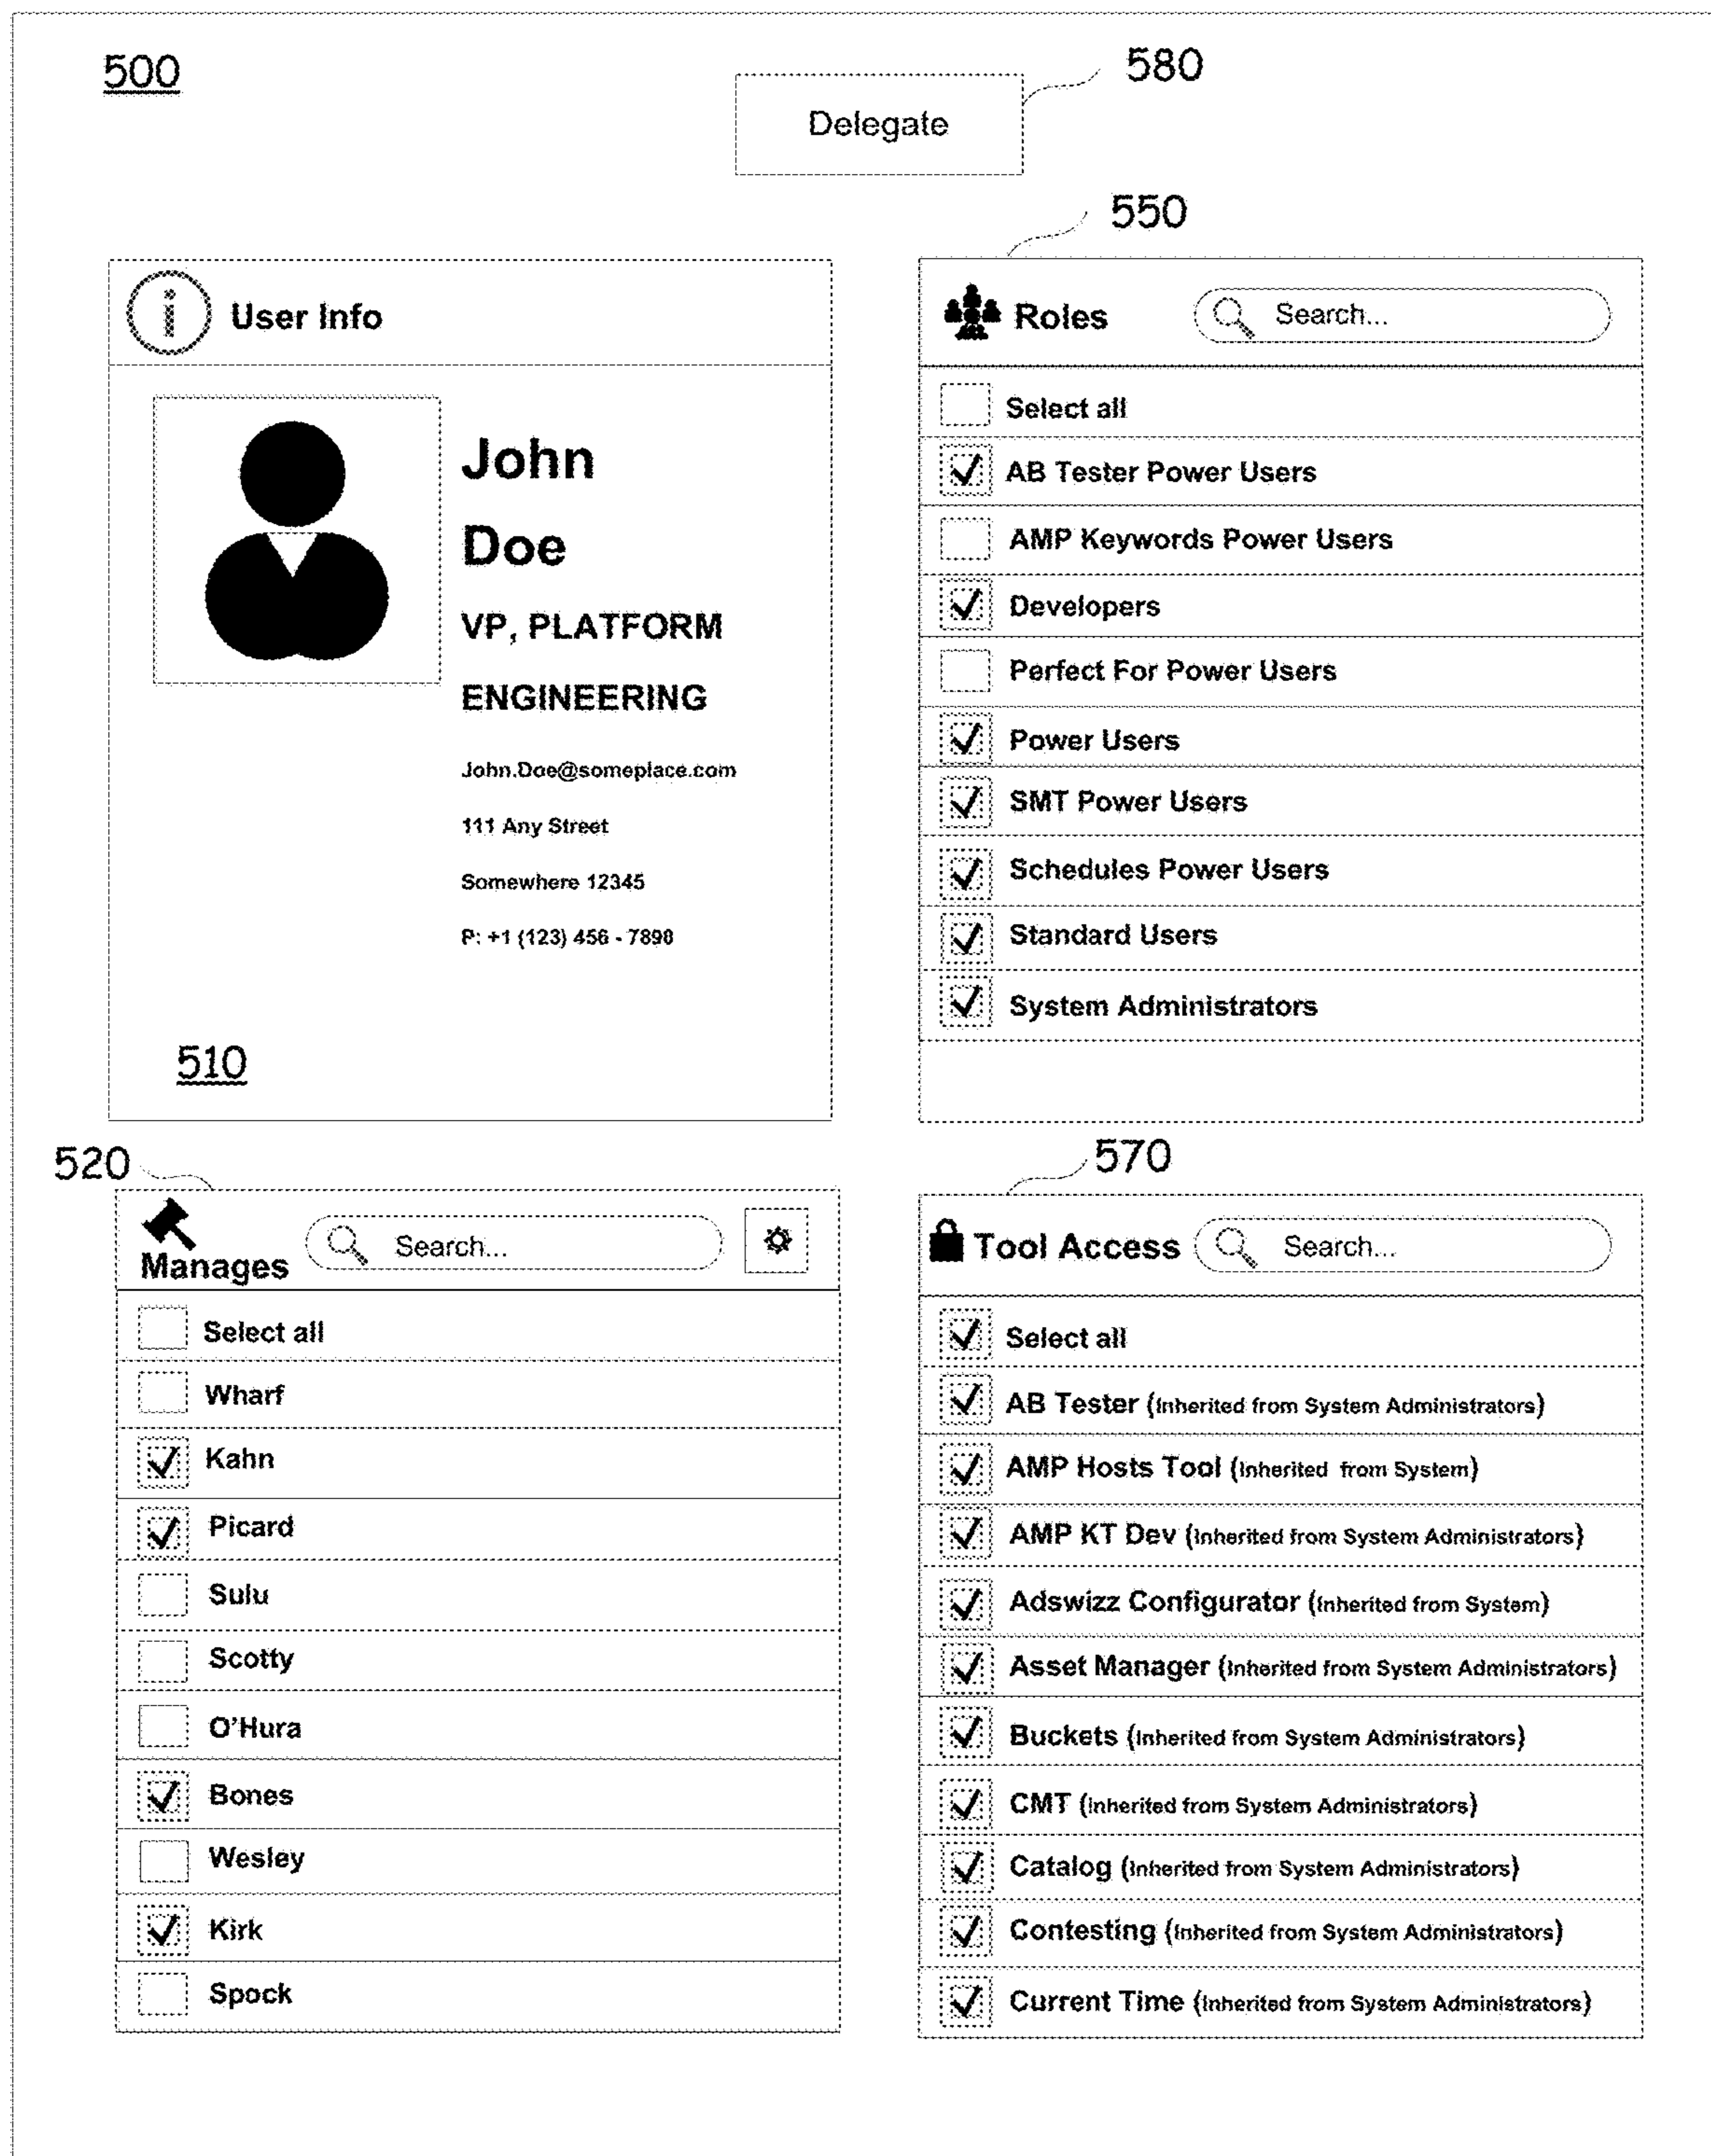 500
Delegate
580
550
User Info
John
Doe
VP, PLATFORM
ENGINEERING
John.Doe@someplace.com
111 Any Street
Somewhere 12345
P: +1 (123) 456 - 7890
510
Roles
Search...
Select all
AB Tester Power Users
AMP Keywords Power Users
Developers
Perfect For Power Users
Power Users
SMT Power Users
Schedules Power Users
Standard Users
System Administrators
520
Manages
Search...
Select all
Wharf
Kahn
Picard
Sulu
Scotty
O'Hura
Bones
Wesley
Kirk
Spock
570
Tool Access
Search...
Select all
AB Tester (Inherited from System Administrators)
AMP Hosts Tool (Inherited from System)
AMP KT Dev (Inherited from System Administrators)
Adswizz Configurator (Inherited from System)
Asset Manager (Inherited from System Administrators)
Buckets (Inherited from System Administrators)
CMT (Inherited from System Administrators)
Catalog (Inherited from System Administrators)
Contesting (Inherited from System Administrators)
Current Time (Inherited from System Administrators)